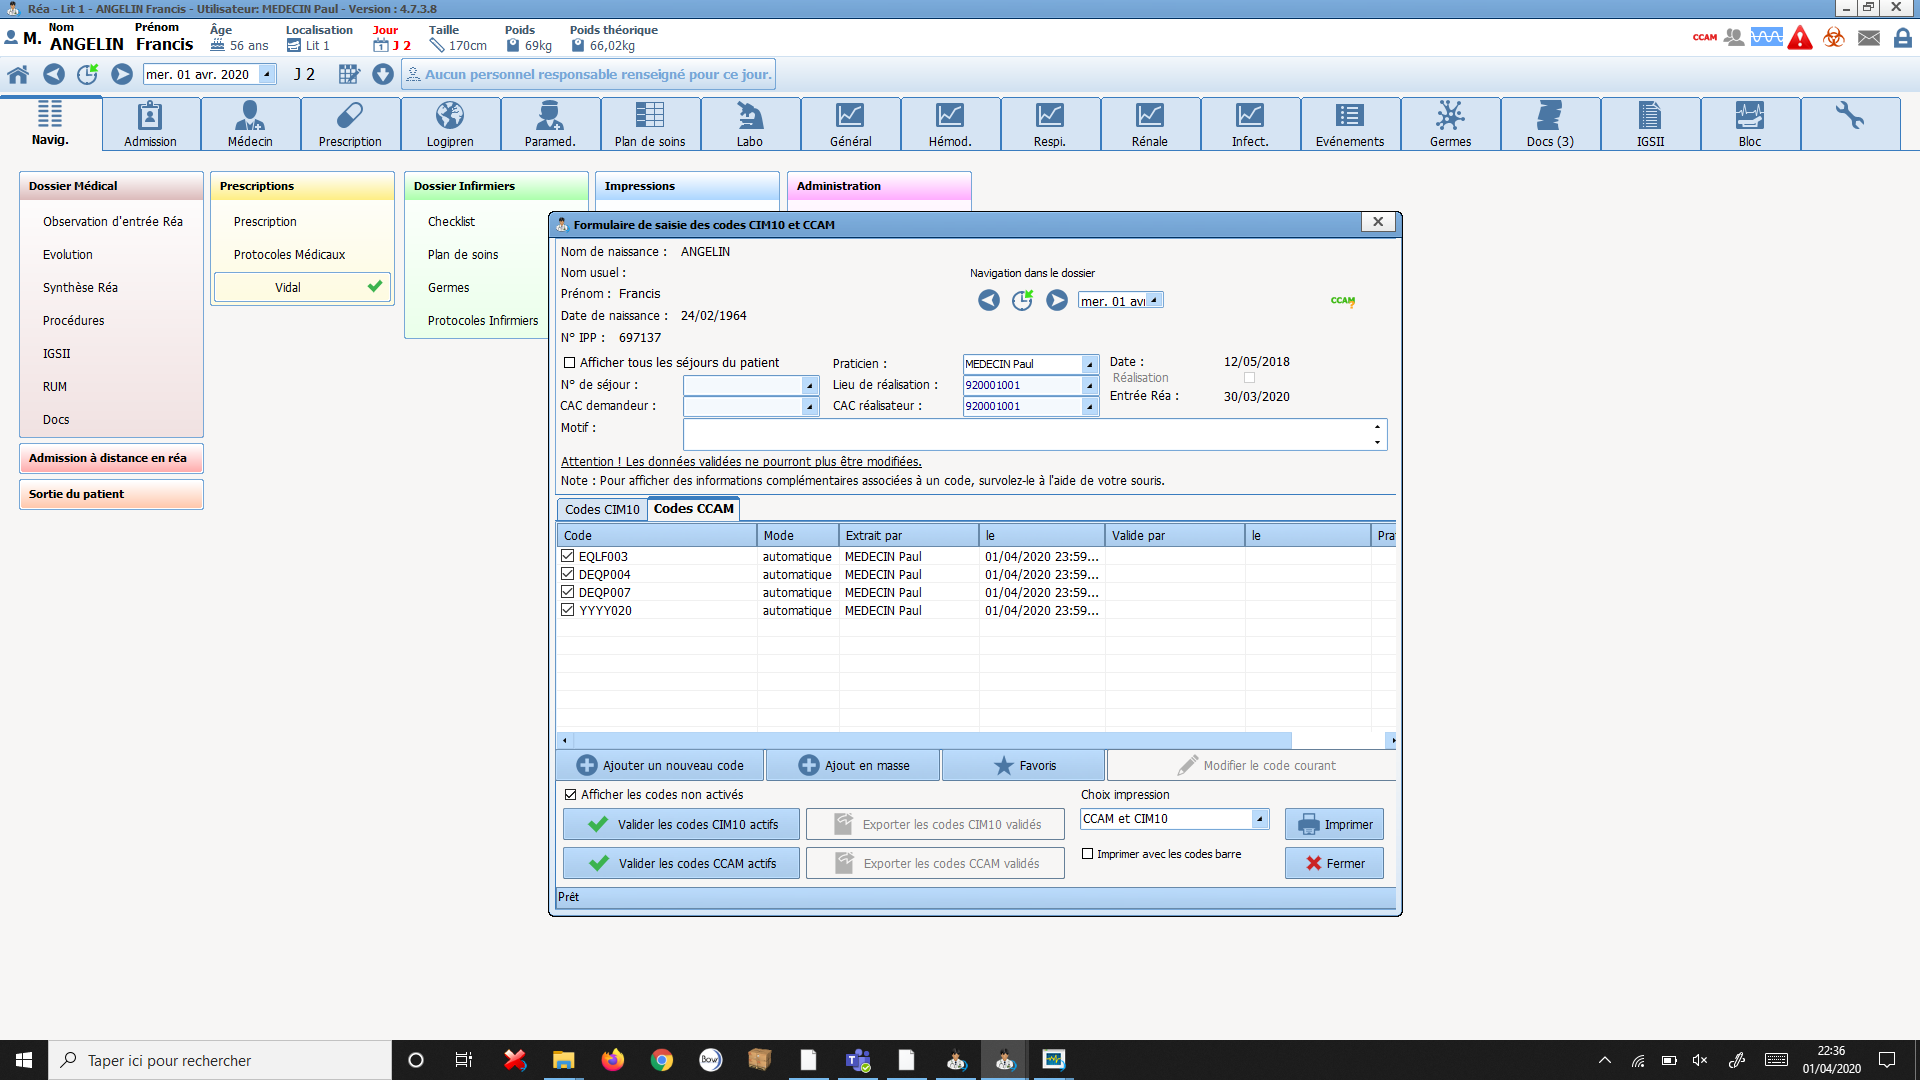 Réa - Lit 1 - ANGELIN Francis - Utilisateur: MEDECIN Paul - Version : 4.7.3.8
M.
Nom
ANGELIN
Prénom
Francis
Âge
56 ans
Localisation
Lit 1
Jour
J 2
Taille
170cm
Poids
69kg
Poids théorique
66,02kg
CCAM
mer. 01 avr. 2020
J 2
Aucun personnel responsable renseigné pour ce jour.
Navig.
Admission
Médecin
Prescription
Logipren
Paramed.
Plan de soins
Labo
Général
Hémod.
Respi.
Rénale
Infect.
Evénements
Germes
Docs (3)
IGSII
Bloc
Dossier Médical
Observation d'entrée Réa
Evolution
Synthèse Réa
Procédures
IGSII
RUM
Docs
Admission à distance en réa
Sortie du patient
Prescriptions
Prescription
Protocoles Médicaux
Vidal
Dossier Infirmiers
Checklist
Plan de soins
Germes
Protocoles Infirmiers
Impressions
Administration
Formulaire de saisie des codes CIM10 et CCAM
Nom de naissance : ANGELIN
Nom usuel :
Prénom : Francis
Date de naissance : 24/02/1964
N° IPP : 697137
Navigation dans le dossier
mer. 01 avr
CCAM?
Afficher tous les séjours du patient
Praticien : MEDECIN Paul
Date : 12/05/2018
N° de séjour :
Lieu de réalisation : 920001001
Réalisation
CAC demandeur :
CAC réalisateur : 920001001
Entrée Réa : 30/03/2020
Motif :
Attention ! Les données validées ne pourront plus être modifiées.
Note : Pour afficher des informations complémentaires associées à un code, survolez-le à l'aide de votre souris.
Codes CIM10 Codes CCAM
Code Mode Extrait par le Valide par le Pra
EQLF003 automatique MEDECIN Paul 01/04/2020 23:59...
DEQP004 automatique MEDECIN Paul 01/04/2020 23:59...
DEQP007 automatique MEDECIN Paul 01/04/2020 23:59...
YYYY020 automatique MEDECIN Paul 01/04/2020 23:59...
Ajouter un nouveau code
Ajout en masse
Favoris
Modifier le code courant
Afficher les codes non activés
Choix impression
Valider les codes CIM10 actifs
Exporter les codes CIM10 validés
CCAM et CIM10
Imprimer
Valider les codes CCAM actifs
Exporter les codes CCAM validés
Imprimer avec les codes barre
Fermer
Prêt
Taper ici pour rechercher
Bow
22:36
01/04/2020